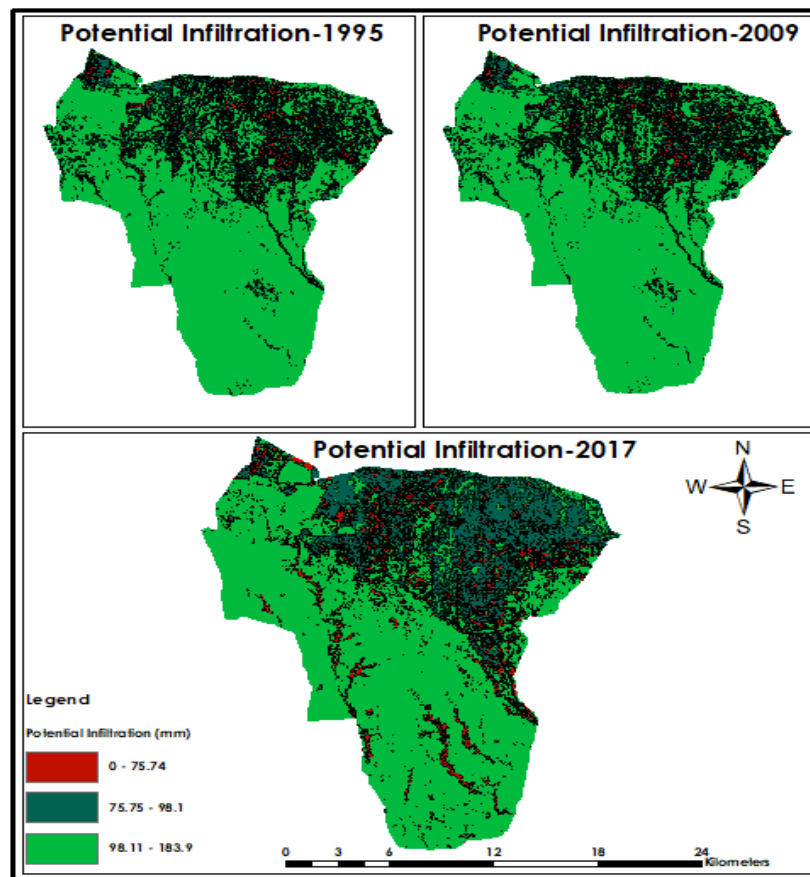 Potential Infiltration-1995
Potential Infiltration-2009
Potential Infiltration-2017
N
W E
S
Legend
Potential Infiltration (mm)
0 - 75.74
75.75 - 98.1
98.11 - 183.9
0 3 6 12 18 24
Kilometers